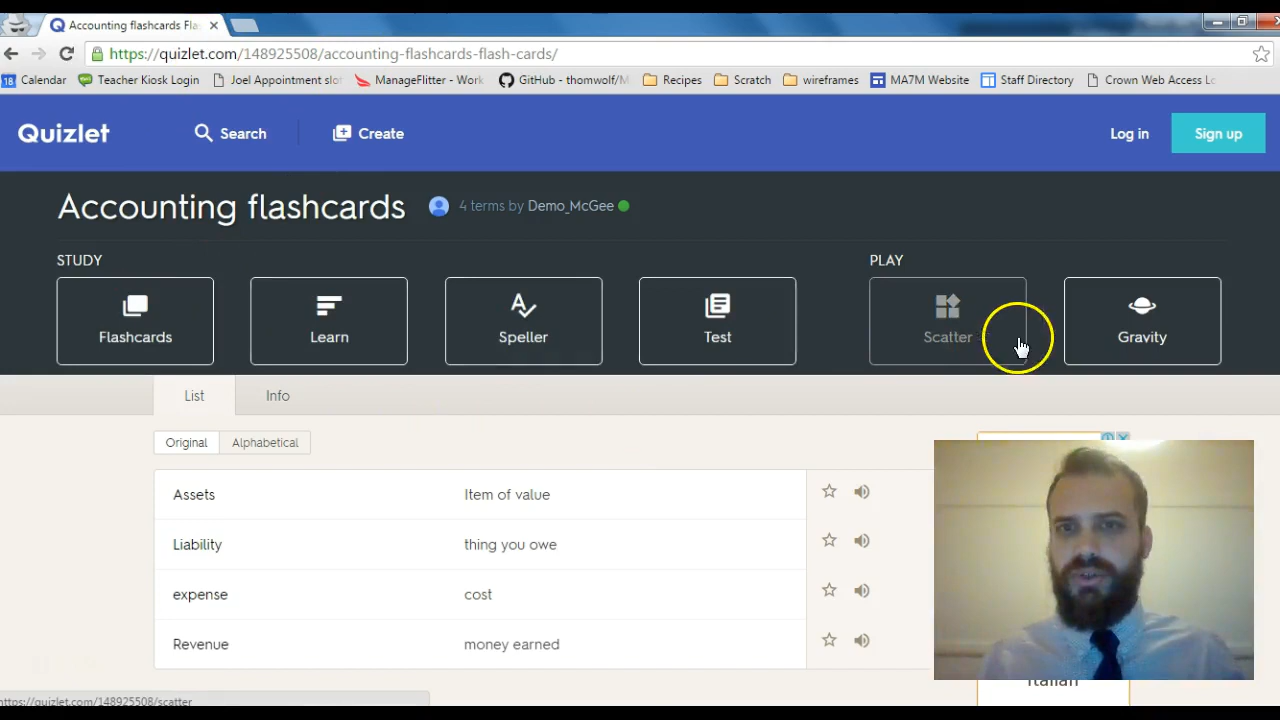 Accounting flashcards Fla
https://quizlet.com/148925508/accounting-flashcards-flash-cards/
18 Calendar Teacher Kiosk Login Joel Appointment slot ManageFlitter - Work GitHub - thomwolf/M Recipes Scratch wireframes MA7M Website Staff Directory Crown Web Access Lo
Quizlet Search Create Log in Sign up
Accounting flashcards 4 terms by Demo_McGee
STUDY PLAY
Flashcards Learn Speller Test Scatter Gravity
List Info
Original Alphabetical
Assets Item of value
Liability thing you owe
expense cost
Revenue money earned
Italian
https://quizlet.com/148925508/scatter